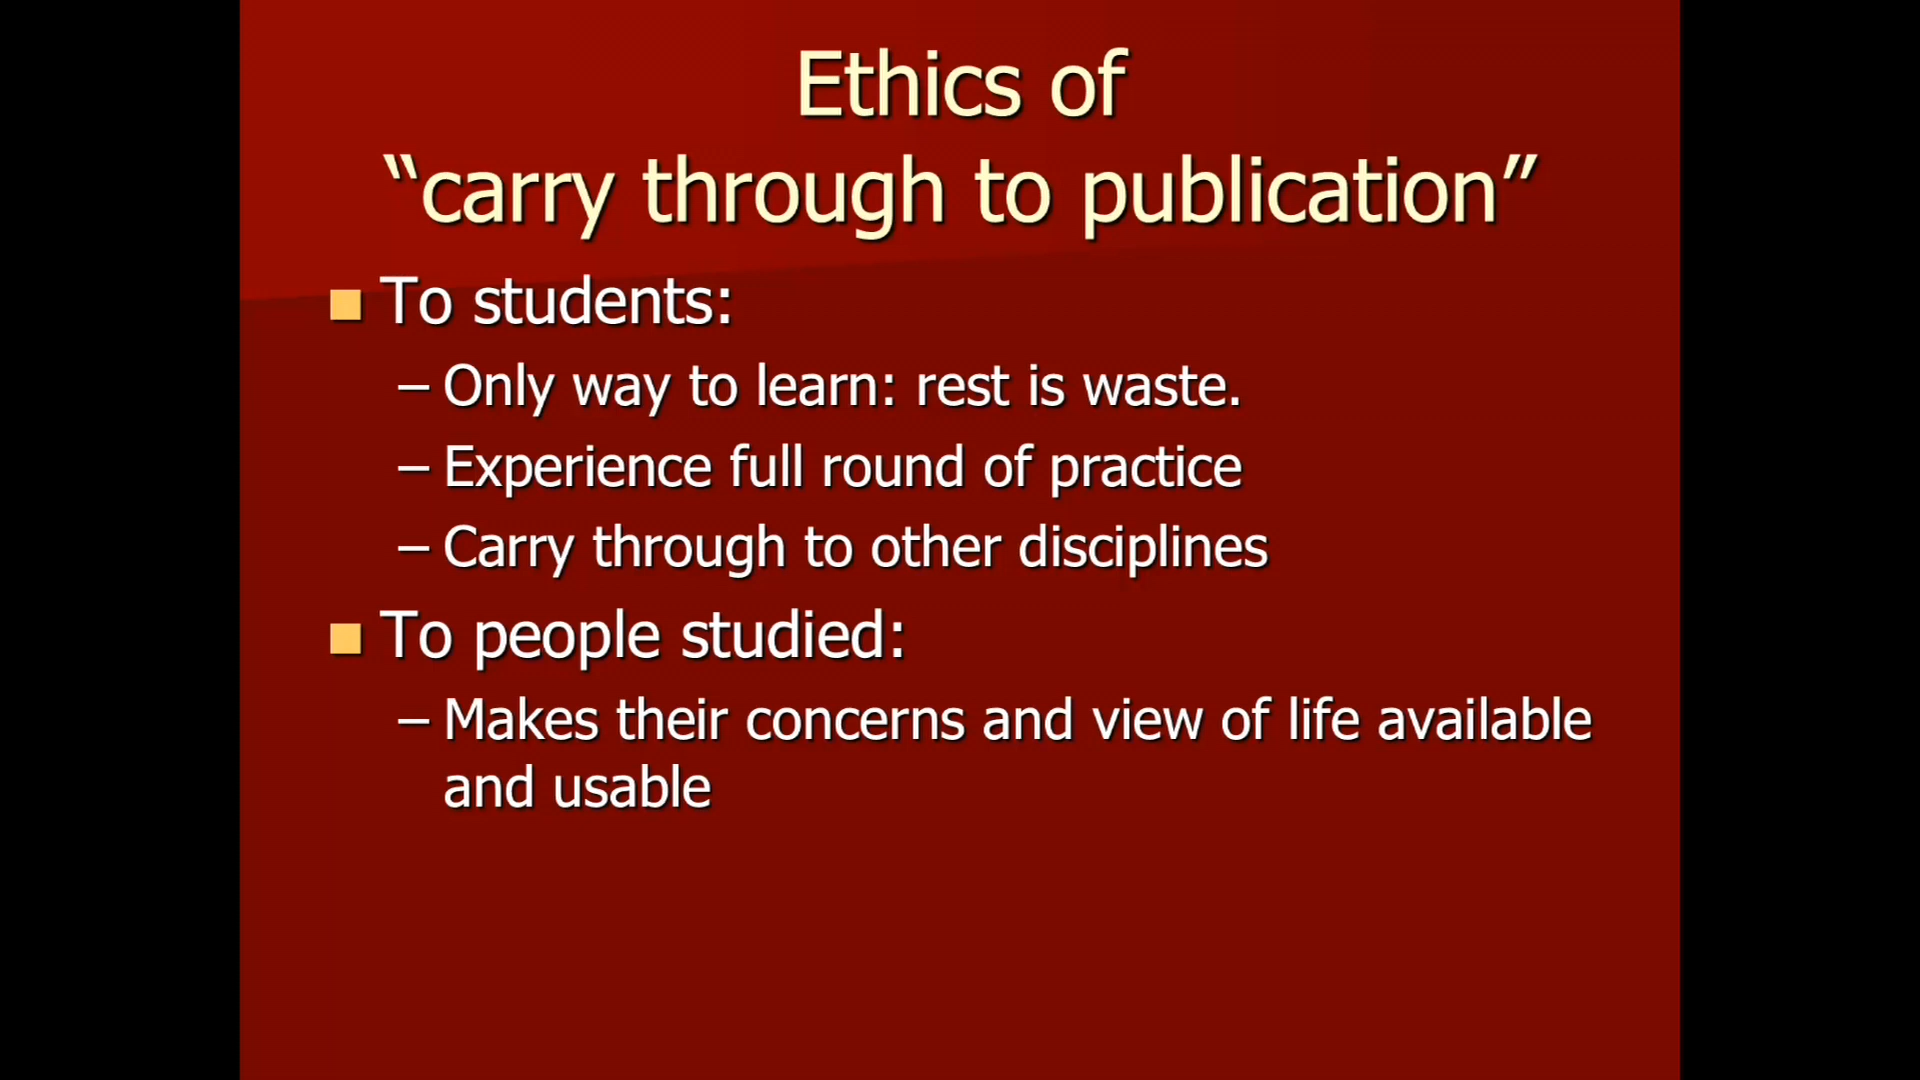 Ethics of
“carry through to publication”
To students:
– Only way to learn: rest is waste.
– Experience full round of practice
– Carry through to other disciplines
To people studied:
– Makes their concerns and view of life available
and usable